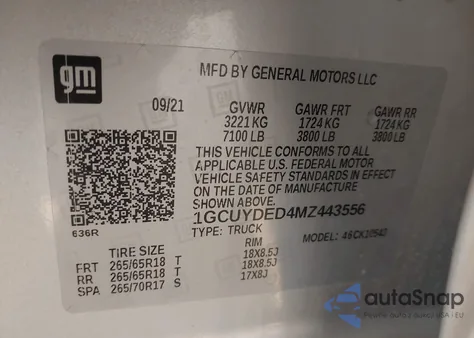 gm
MFD BY GENERAL MOTORS LLC
09/21 GVWR GAWR FRT GAWR RR
3221 KG 1724 KG 1724 KG
7100 LB 3800 LB 3800 LB
THIS VEHICLE CONFORMS TO ALL
APPLICABLE U.S. FEDERAL MOTOR
VEHICLE SAFETY STANDARDS IN EFFECT
ON THE DATE OF MANUFACTURE
SHOWN ABOVE.
1GCUYDED4MZ443556
636R TYPE: TRUCK MODEL:
TIRE SIZE RIM
FRT 265/65R18 T 18X8.5J
RR 265/65R18 T 18X8.5J
SPA 265/70R17 S 17X8J
autoSnap